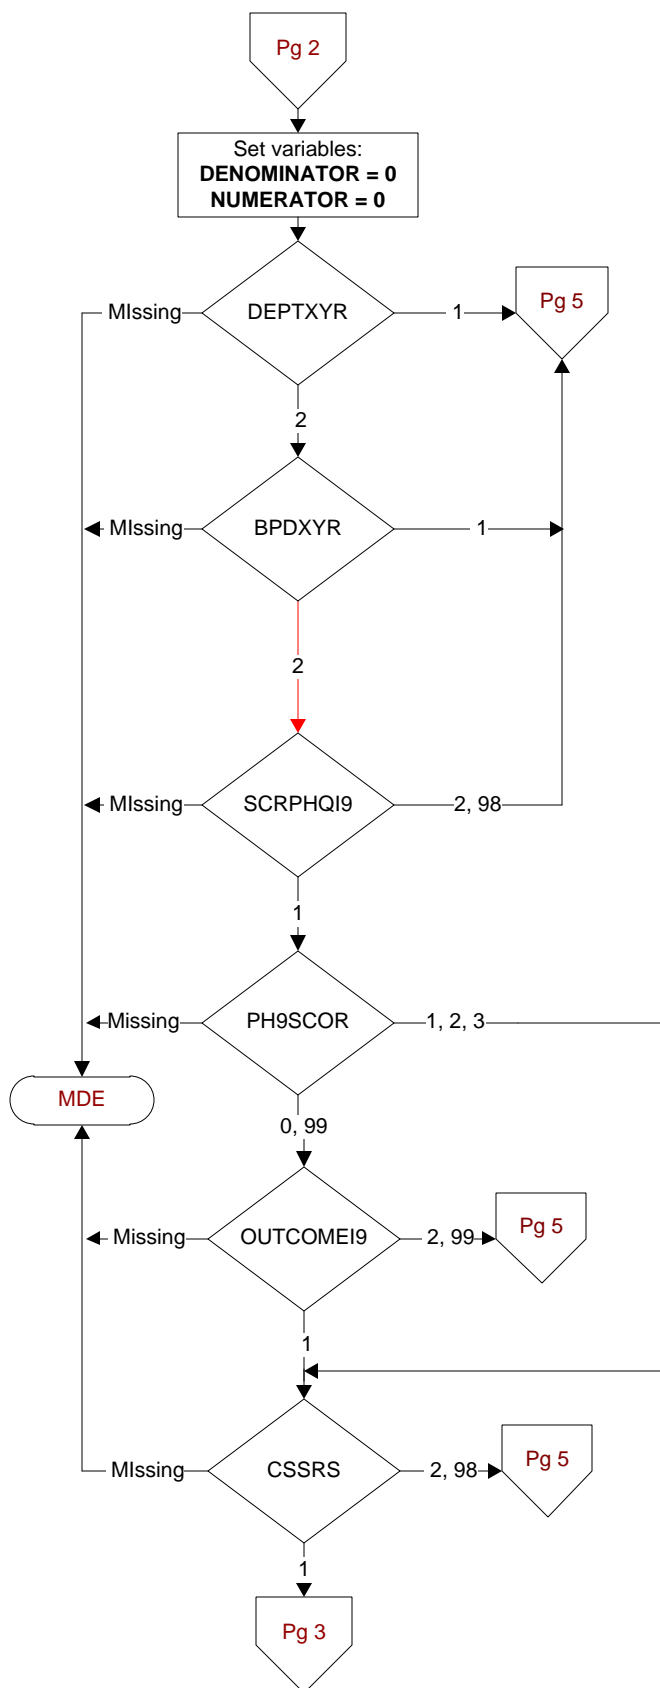 Pg 2
Set variables:
DENOMINATOR = 0
NUMERATOR = 0
MIssing
DEPTXYR
1
Pg 5
2
MIssing
BPDXYR
1
2
MIssing
SCRPHQI9
2, 98
1
Missing
PH9SCOR
1, 2, 3
MDE
0, 99
Missing
OUTCOMEI9
2, 99
Pg 5
1
MIssing
CSSRS
2, 98
Pg 5
1
Pg 3